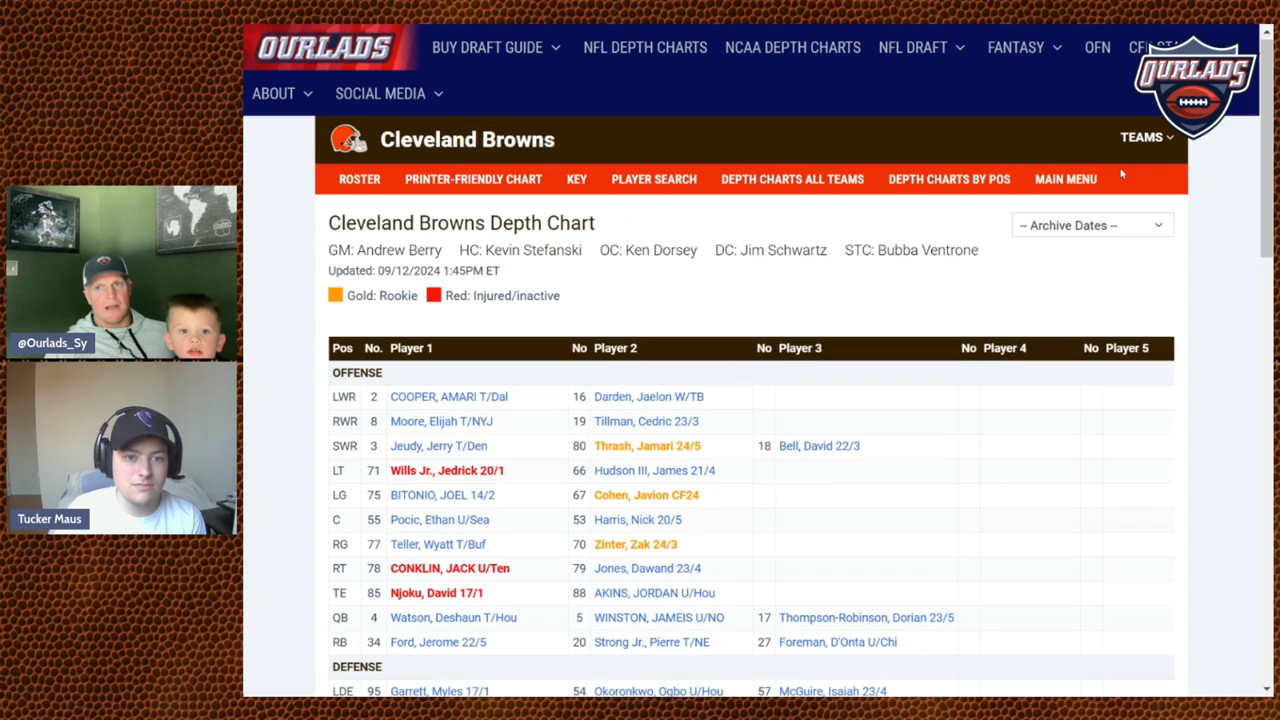 OURLADS BUY DRAFT GUIDE NFL DEPTH CHARTS NCAA DEPTH CHARTS NFL DRAFT FANTASY OFN
ABOUT SOCIAL MEDIA
OURLADS
Cleveland Browns TEAMS
ROSTER PRINTER-FRIENDLY CHART KEY PLAYER SEARCH DEPTH CHARTS ALL TEAMS DEPTH CHARTS BY POS MAIN MENU
Cleveland Browns Depth Chart -- Archive Dates --
GM: Andrew Berry HC: Kevin Stefanski OC: Ken Dorsey DC: Jim Schwartz STC: Bubba Ventrone
Updated: 09/12/2024 1:45PM ET
Gold: Rookie Red: Injured/inactive
Pos No. Player 1 No Player 2 No Player 3 No Player 4 No Player 5
OFFENSE
LWR 2 COOPER, AMARI T/Dal 16 Darden, Jaelon W/TB
RWR 8 Moore, Elijah T/NYJ 19 Tillman, Cedric 23/3
SWR 3 Jeudy, Jerry T/Den 80 Thrash, Jamari 24/5 18 Bell, David 22/3
LT 71 Wills Jr., Jedrick 20/1 66 Hudson III, James 21/4
LG 75 BITONIO, JOEL 14/2 67 Cohen, Javion CF24
C 55 Pocic, Ethan U/Sea 53 Harris, Nick 20/5
RG 77 Teller, Wyatt T/Buf 70 Zinter, Zak 24/3
RT 78 CONKLIN, JACK U/Ten 79 Jones, Dawand 23/4
TE 85 Njoku, David 17/1 88 AKINS, JORDAN U/Hou
QB 4 Watson, Deshaun T/Hou 5 WINSTON, JAMEIS U/NO 17 Thompson-Robinson, Dorian 23/5
RB 34 Ford, Jerome 22/5 20 Strong Jr., Pierre T/NE 27 Foreman, D'Onta U/Chi
DEFENSE
LDE 95 Garrett, Myles 17/1 54 Okoronkwo, Ogbo U/Hou 57 McGuire, Isaiah 23/4
@Ourlads_Sy
Tucker Maus